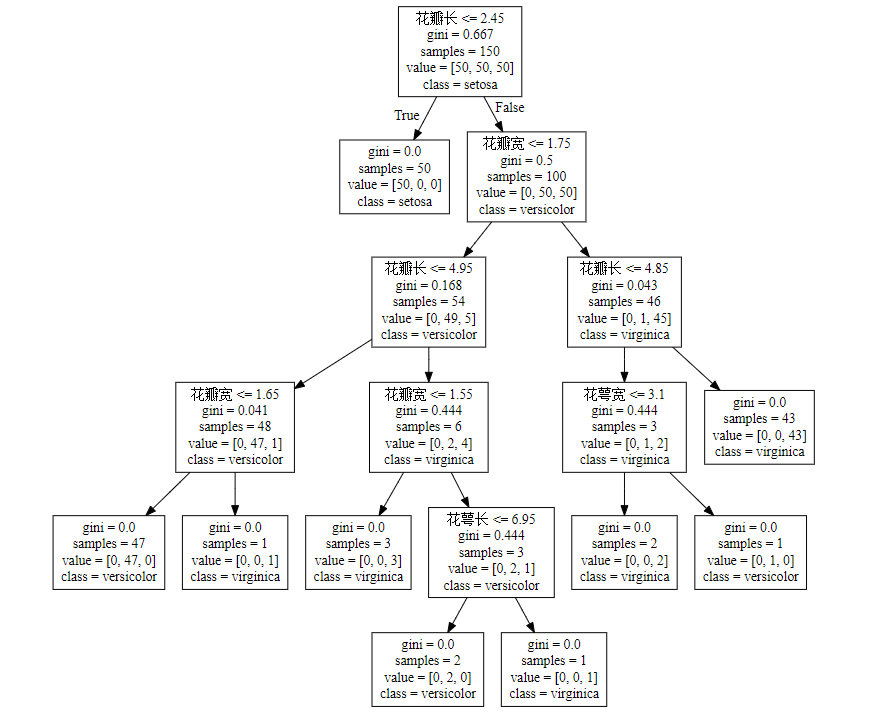 花瓣长 <= 2.45
gini = 0.667
samples = 150
value = [50, 50, 50]
class = setosa
True
False
gini = 0.0
samples = 50
value = [50, 0, 0]
class = setosa
花瓣宽 <= 1.75
gini = 0.5
samples = 100
value = [0, 50, 50]
class = versicolor
花瓣长 <= 4.95
gini = 0.168
samples = 54
value = [0, 49, 5]
class = versicolor
花瓣长 <= 4.85
gini = 0.043
samples = 46
value = [0, 1, 45]
class = virginica
花瓣宽 <= 1.65
gini = 0.041
samples = 48
value = [0, 47, 1]
class = versicolor
花瓣宽 <= 1.55
gini = 0.444
samples = 6
value = [0, 2, 4]
class = virginica
花萼宽 <= 3.1
gini = 0.444
samples = 3
value = [0, 1, 2]
class = virginica
gini = 0.0
samples = 43
value = [0, 0, 43]
class = virginica
gini = 0.0
samples = 47
value = [0, 47, 0]
class = versicolor
gini = 0.0
samples = 1
value = [0, 0, 1]
class = virginica
gini = 0.0
samples = 3
value = [0, 0, 3]
class = virginica
花萼长 <= 6.95
gini = 0.444
samples = 3
value = [0, 2, 1]
class = versicolor
gini = 0.0
samples = 2
value = [0, 0, 2]
class = virginica
gini = 0.0
samples = 1
value = [0, 1, 0]
class = versicolor
gini = 0.0
samples = 2
value = [0, 2, 0]
class = versicolor
gini = 0.0
samples = 1
value = [0, 0, 1]
class = virginica